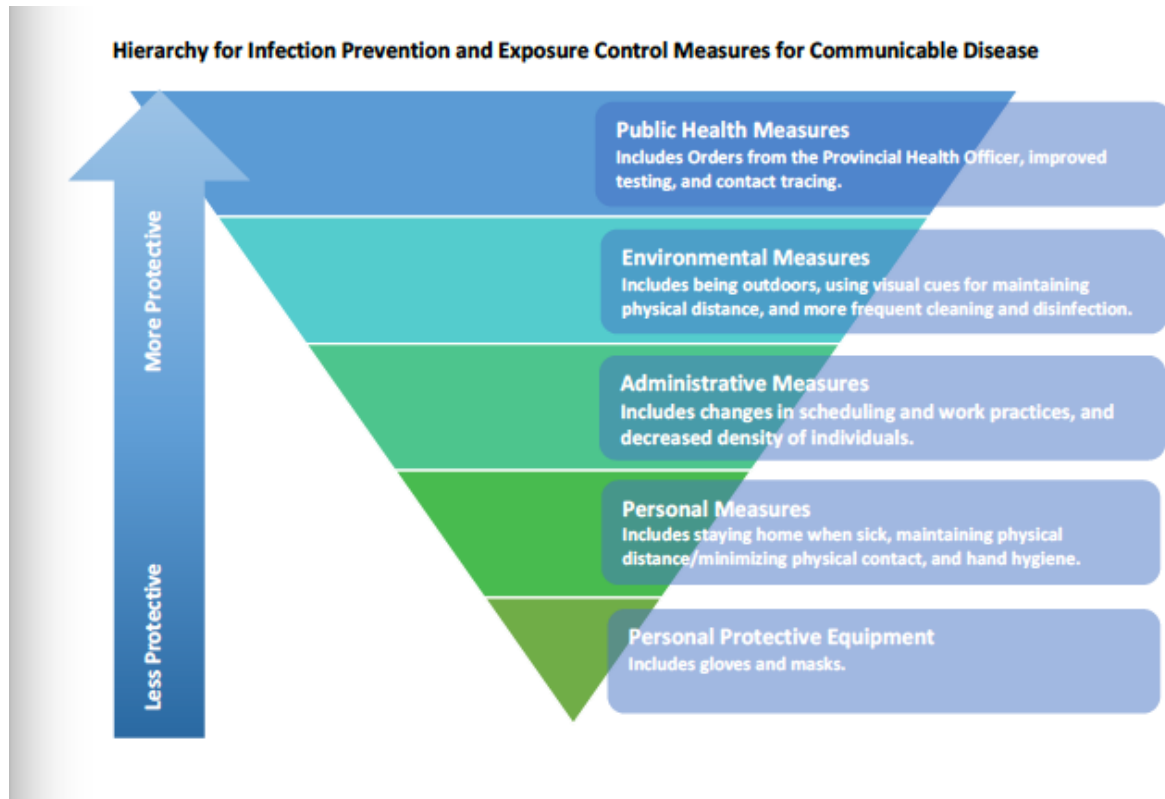 Hierarchy for Infection Prevention and Exposure Control Measures for Communicable Disease
More Protective
Less Protective
Public Health Measures
Includes Orders from the Provincial Health Officer, improved
testing, and contact tracing.
Environmental Measures
Includes being outdoors, using visual cues for maintaining
physical distance, and more frequent cleaning and disinfection.
Administrative Measures
Includes changes in scheduling and work practices, and
decreased density of individuals.
Personal Measures
Includes staying home when sick, maintaining physical
distance/minimizing physical contact, and hand hygiene.
Personal Protective Equipment
Includes gloves and masks.